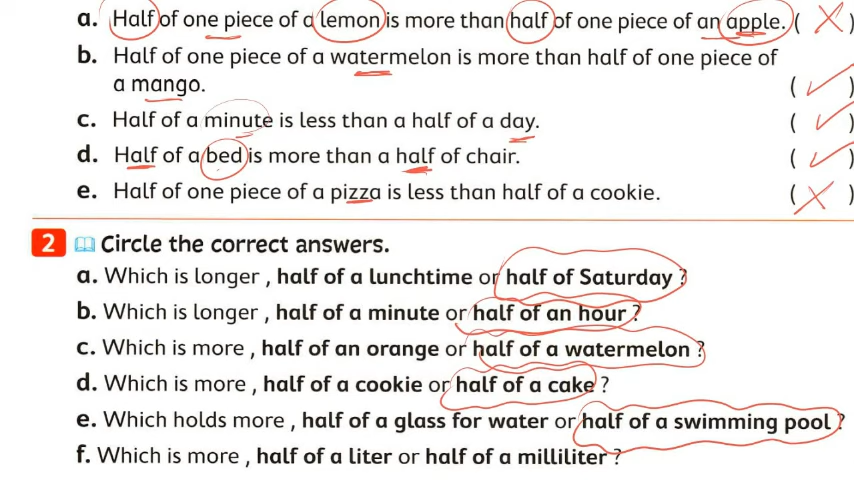 a. Half of one piece of a lemon is more than half of one piece of an apple. ( ✗ )
b. Half of one piece of a watermelon is more than half of one piece of
a mango. ( ✓ )
c. Half of a minute is less than a half of a day. ( ✓ )
d. Half of a bed is more than a half of chair. ( ✓ )
e. Half of one piece of a pizza is less than half of a cookie. ( ✗ )
2 Circle the correct answers.
a. Which is longer , half of a lunchtime or half of Saturday ?
b. Which is longer , half of a minute or half of an hour ?
c. Which is more , half of an orange or half of a watermelon ?
d. Which is more , half of a cookie or half of a cake ?
e. Which holds more , half of a glass for water or half of a swimming pool ?
f. Which is more , half of a liter or half of a milliliter ?